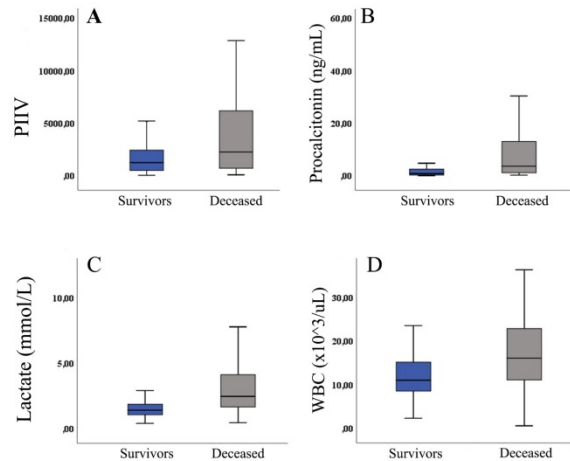 A
PIIV
15000,00
10000,00
5000,00
,00
Survivors Deceased
B
Procalcitonin (ng/mL)
60,00
40,00
20,00
,00
Survivors Deceased
C
Lactate (mmol/L)
10,00
5,00
,00
Survivors Deceased
D
WBC (x10^3/uL)
30,00
20,00
10,00
,00
Survivors Deceased